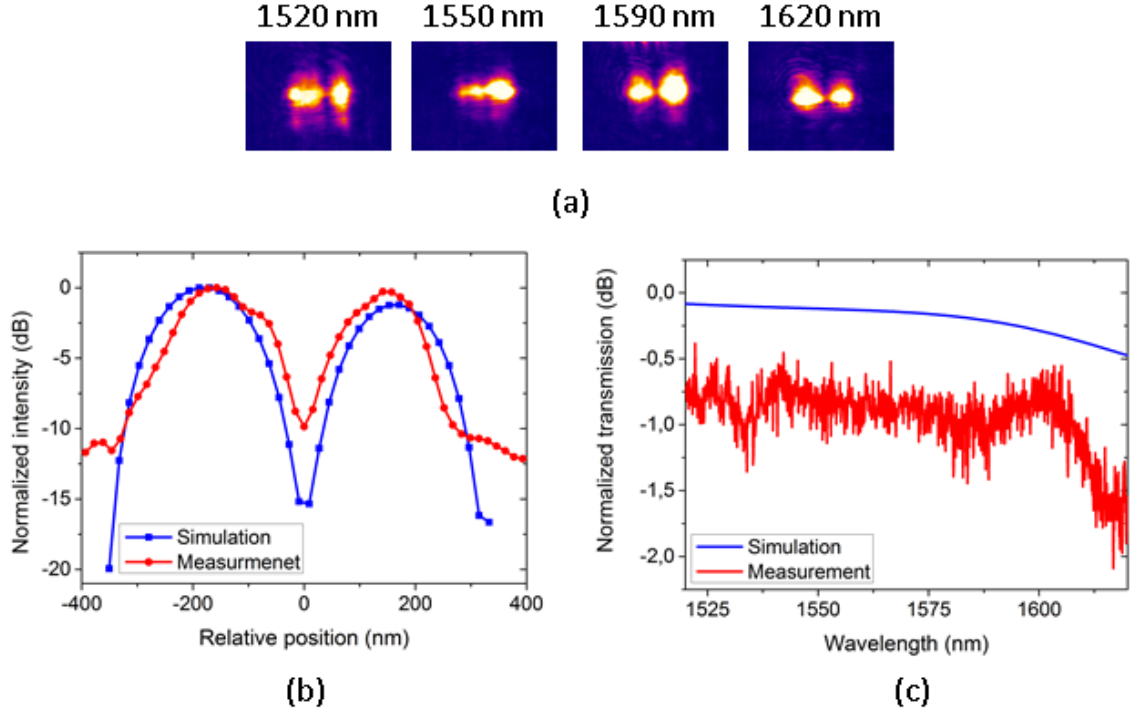 1520 nm 1550 nm 1590 nm 1620 nm
(a)
Normalized intensity (dB)
0
-5
-10
-15
-20
Simulation
Measurmenet
-400 -200 0 200 400
Relative position (nm)
(b)
Normalized transmission (dB)
0,0
-0,5
-1,0
-1,5
-2,0
Simulation
Measurement
1525 1550 1575 1600
Wavelength (nm)
(c)